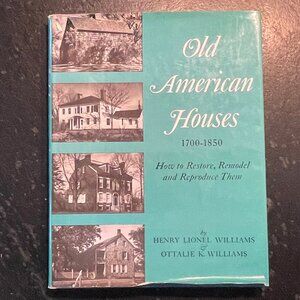 Old
American
Houses
1700-1850
How to Restore, Remodel
and Reproduce Them
by
HENRY LIONEL WILLIAMS
&
OTTALIE K. WILLIAMS